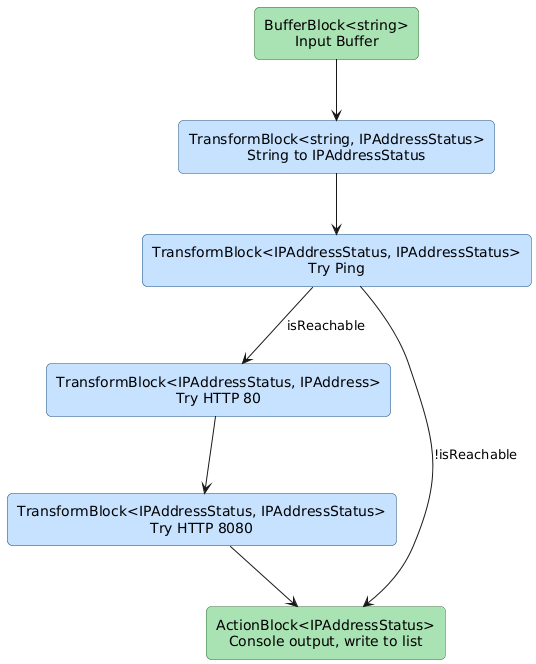 BufferBlock<string>
Input Buffer
TransformBlock<string, IPAddressStatus>
String to IPAddressStatus
TransformBlock<IPAddressStatus, IPAddressStatus>
Try Ping
isReachable
TransformBlock<IPAddressStatus, IPAddress>
Try HTTP 80
!isReachable
TransformBlock<IPAddressStatus, IPAddressStatus>
Try HTTP 8080
ActionBlock<IPAddressStatus>
Console output, write to list